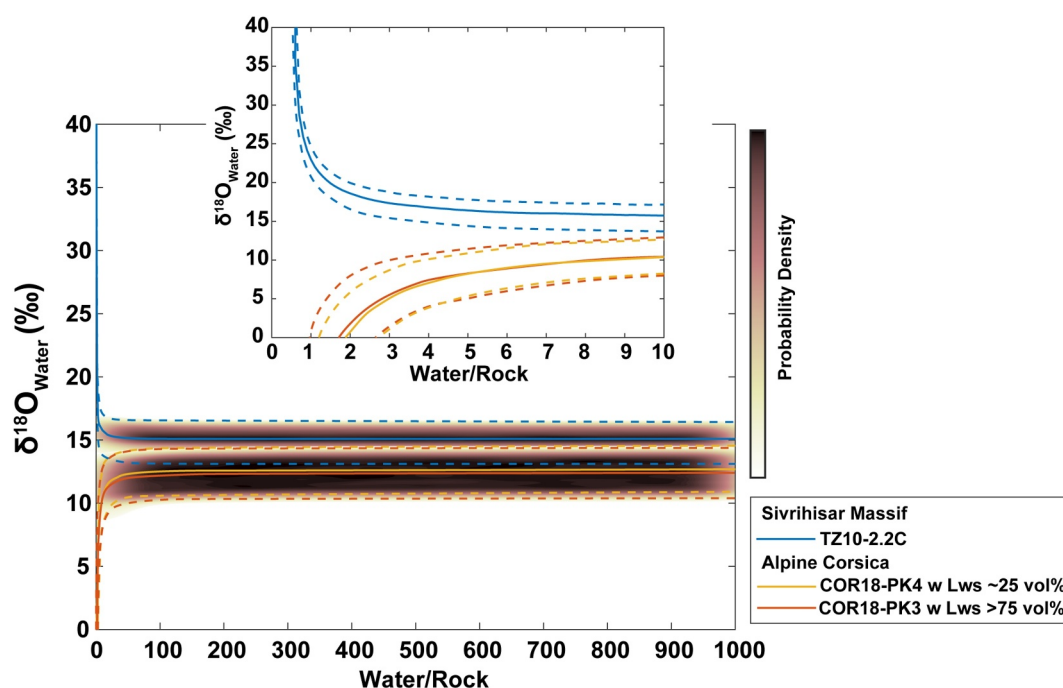 40
35
30
25
20
15
10
5
0
δ18OWater (‰)
0 1 2 3 4 5 6 7 8 9 10
Water/Rock
40
35
30
25
20
15
10
5
0
δ18OWater (‰)
0 100 200 300 400 500 600 700 800 900 1000
Water/Rock
Probability Density
Sivrihisar Massif
TZ10-2.2C
Alpine Corsica
COR18-PK4 w Lws ~25 vol%
COR18-PK3 w Lws >75 vol%